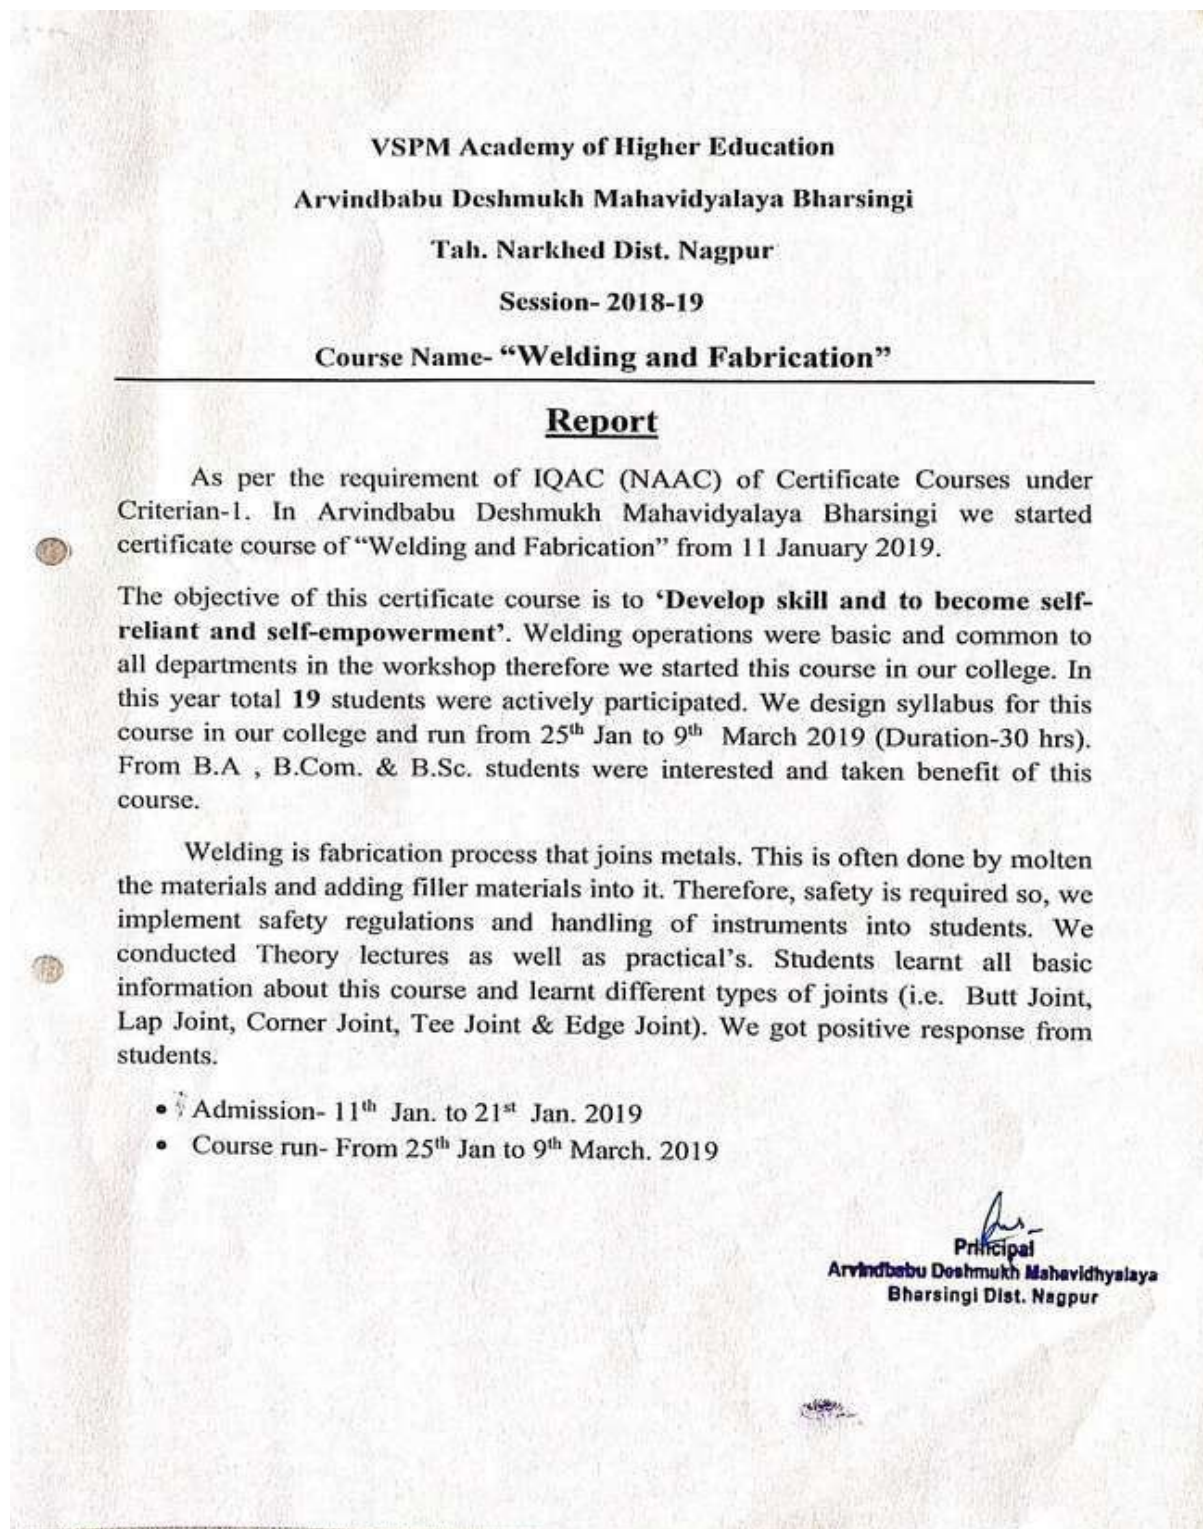 VSPM Academy of Higher Education
Arvindbabu Deshmukh Mahavidyalaya Bharsingi
Tah. Narkhed Dist. Nagpur
Session- 2018-19
Course Name- “Welding and Fabrication”
Report
As per the requirement of IQAC (NAAC) of Certificate Courses under
Criterian-1. In Arvindbabu Deshmukh Mahavidyalaya Bharsingi we started
certificate course of “Welding and Fabrication” from 11 January 2019.
The objective of this certificate course is to ‘Develop skill and to become self-
reliant and self-empowerment’. Welding operations were basic and common to
all departments in the workshop therefore we started this course in our college. In
this year total 19 students were actively participated. We design syllabus for this
course in our college and run from 25th Jan to 9th March 2019 (Duration-30 hrs).
From B.A , B.Com. & B.Sc. students were interested and taken benefit of this
course.
Welding is fabrication process that joins metals. This is often done by molten
the materials and adding filler materials into it. Therefore, safety is required so, we
implement safety regulations and handling of instruments into students. We
conducted Theory lectures as well as practical’s. Students learnt all basic
information about this course and learnt different types of joints (i.e. Butt Joint,
Lap Joint, Corner Joint, Tee Joint & Edge Joint). We got positive response from
students.
• Admission- 11th Jan. to 21st Jan. 2019
• Course run- From 25th Jan to 9th March. 2019
Principal
Arvindbabu Deshmukh Mahavidhyalaya
Bharsingi Dist. Nagpur